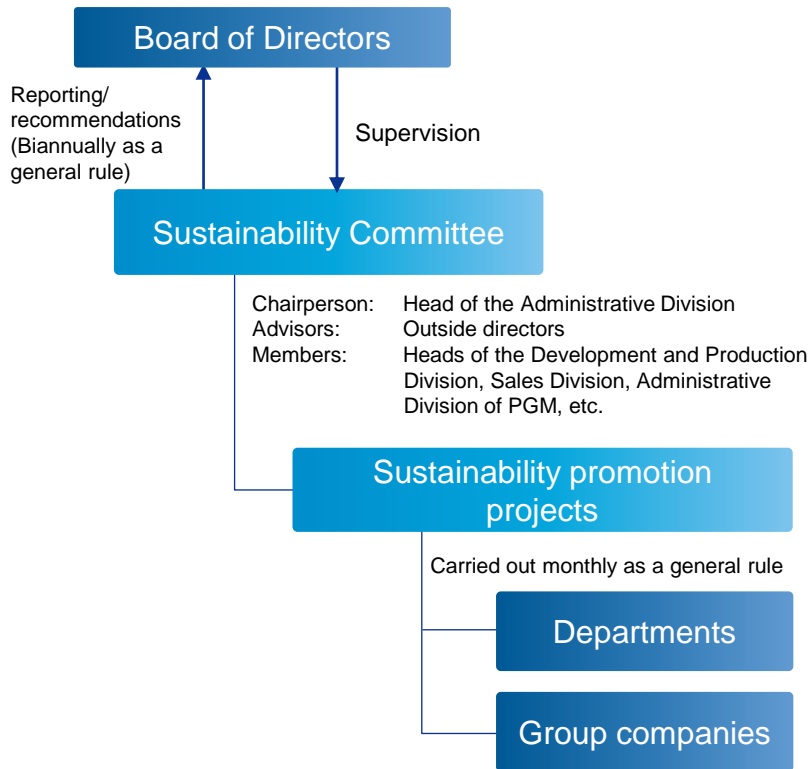 Board of Directors
Reporting/
recommendations
(Biannually as a
general rule)
Supervision
Sustainability Committee
Chairperson: Head of the Administrative Division
Advisors: Outside directors
Members: Heads of the Development and Production
Division, Sales Division, Administrative
Division of PGM, etc.
Sustainability promotion
projects
Carried out monthly as a general rule
Departments
Group companies